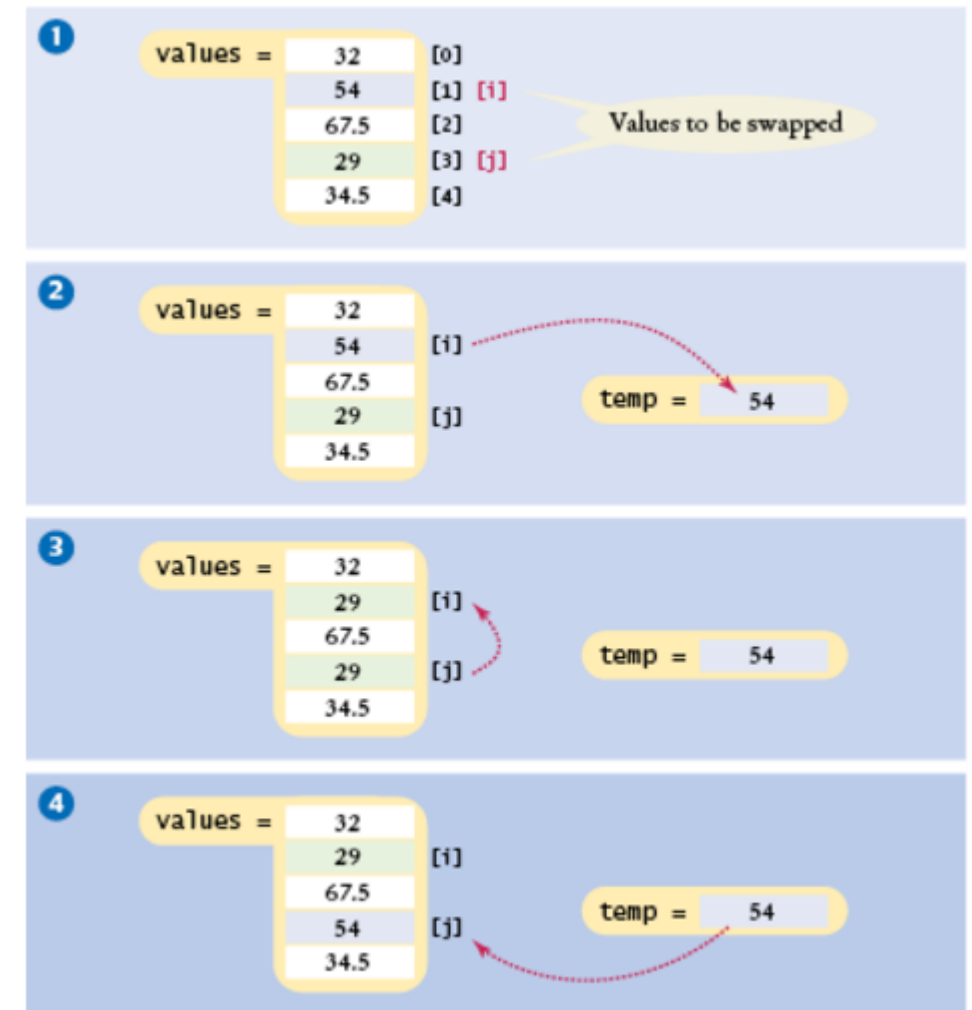 1
values = 32 [0]
54 [1] [i]
67.5 [2]
29 [3] [j]
34.5 [4]
Values to be swapped
2
values = 32
54 [i]
67.5
29 [j]
34.5
temp = 54
3
values = 32
29 [i]
67.5
29 [j]
34.5
temp = 54
4
values = 32
29 [i]
67.5
54 [j]
34.5
temp = 54